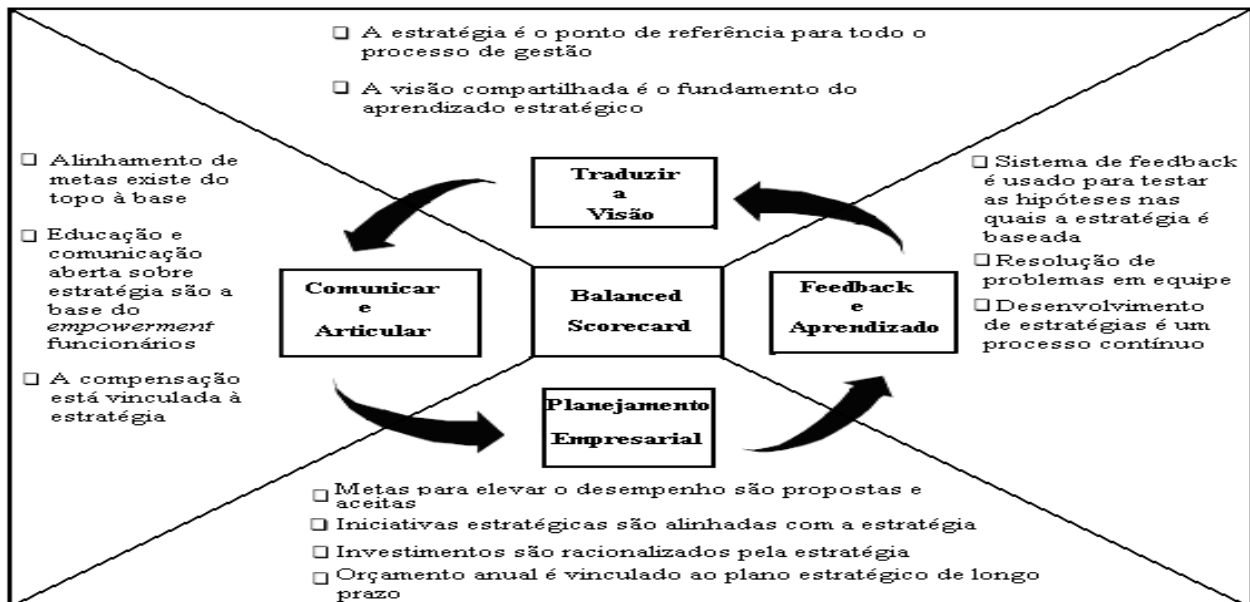 ❑ A estratégia é o ponto de referência para todo o
processo de gestão
❑ A visão compartilhada é o fundamento do
aprendizado estratégico
❑ Alinhamento de
metas existe do
topo à base
❑ Educação e
comunicação
aberta sobre
estratégia são a
base do
empowerment
funcionários
❑ A compensação
está vinculada à
estratégia
Traduzir
a
Visão
Comunicar
e
Articular
Balanced
Scorecard
Feedback
e
Aprendizado
Planejamento
Empresarial
❑ Sistema de feedback
é usado para testar
as hipóteses nas
quais a estratégia é
baseada
❑ Resolução de
problemas em equipe
❑ Desenvolvimento
de estratégias é um
processo contínuo
❑ Metas para elevar o desempenho são propostas e
aceitas
❑ Iniciativas estratégicas são alinhadas com a estratégia
❑ Investimentos são racionalizados pela estratégia
❑ Orçamento anual é vinculado ao plano estratégico de longo
prazo